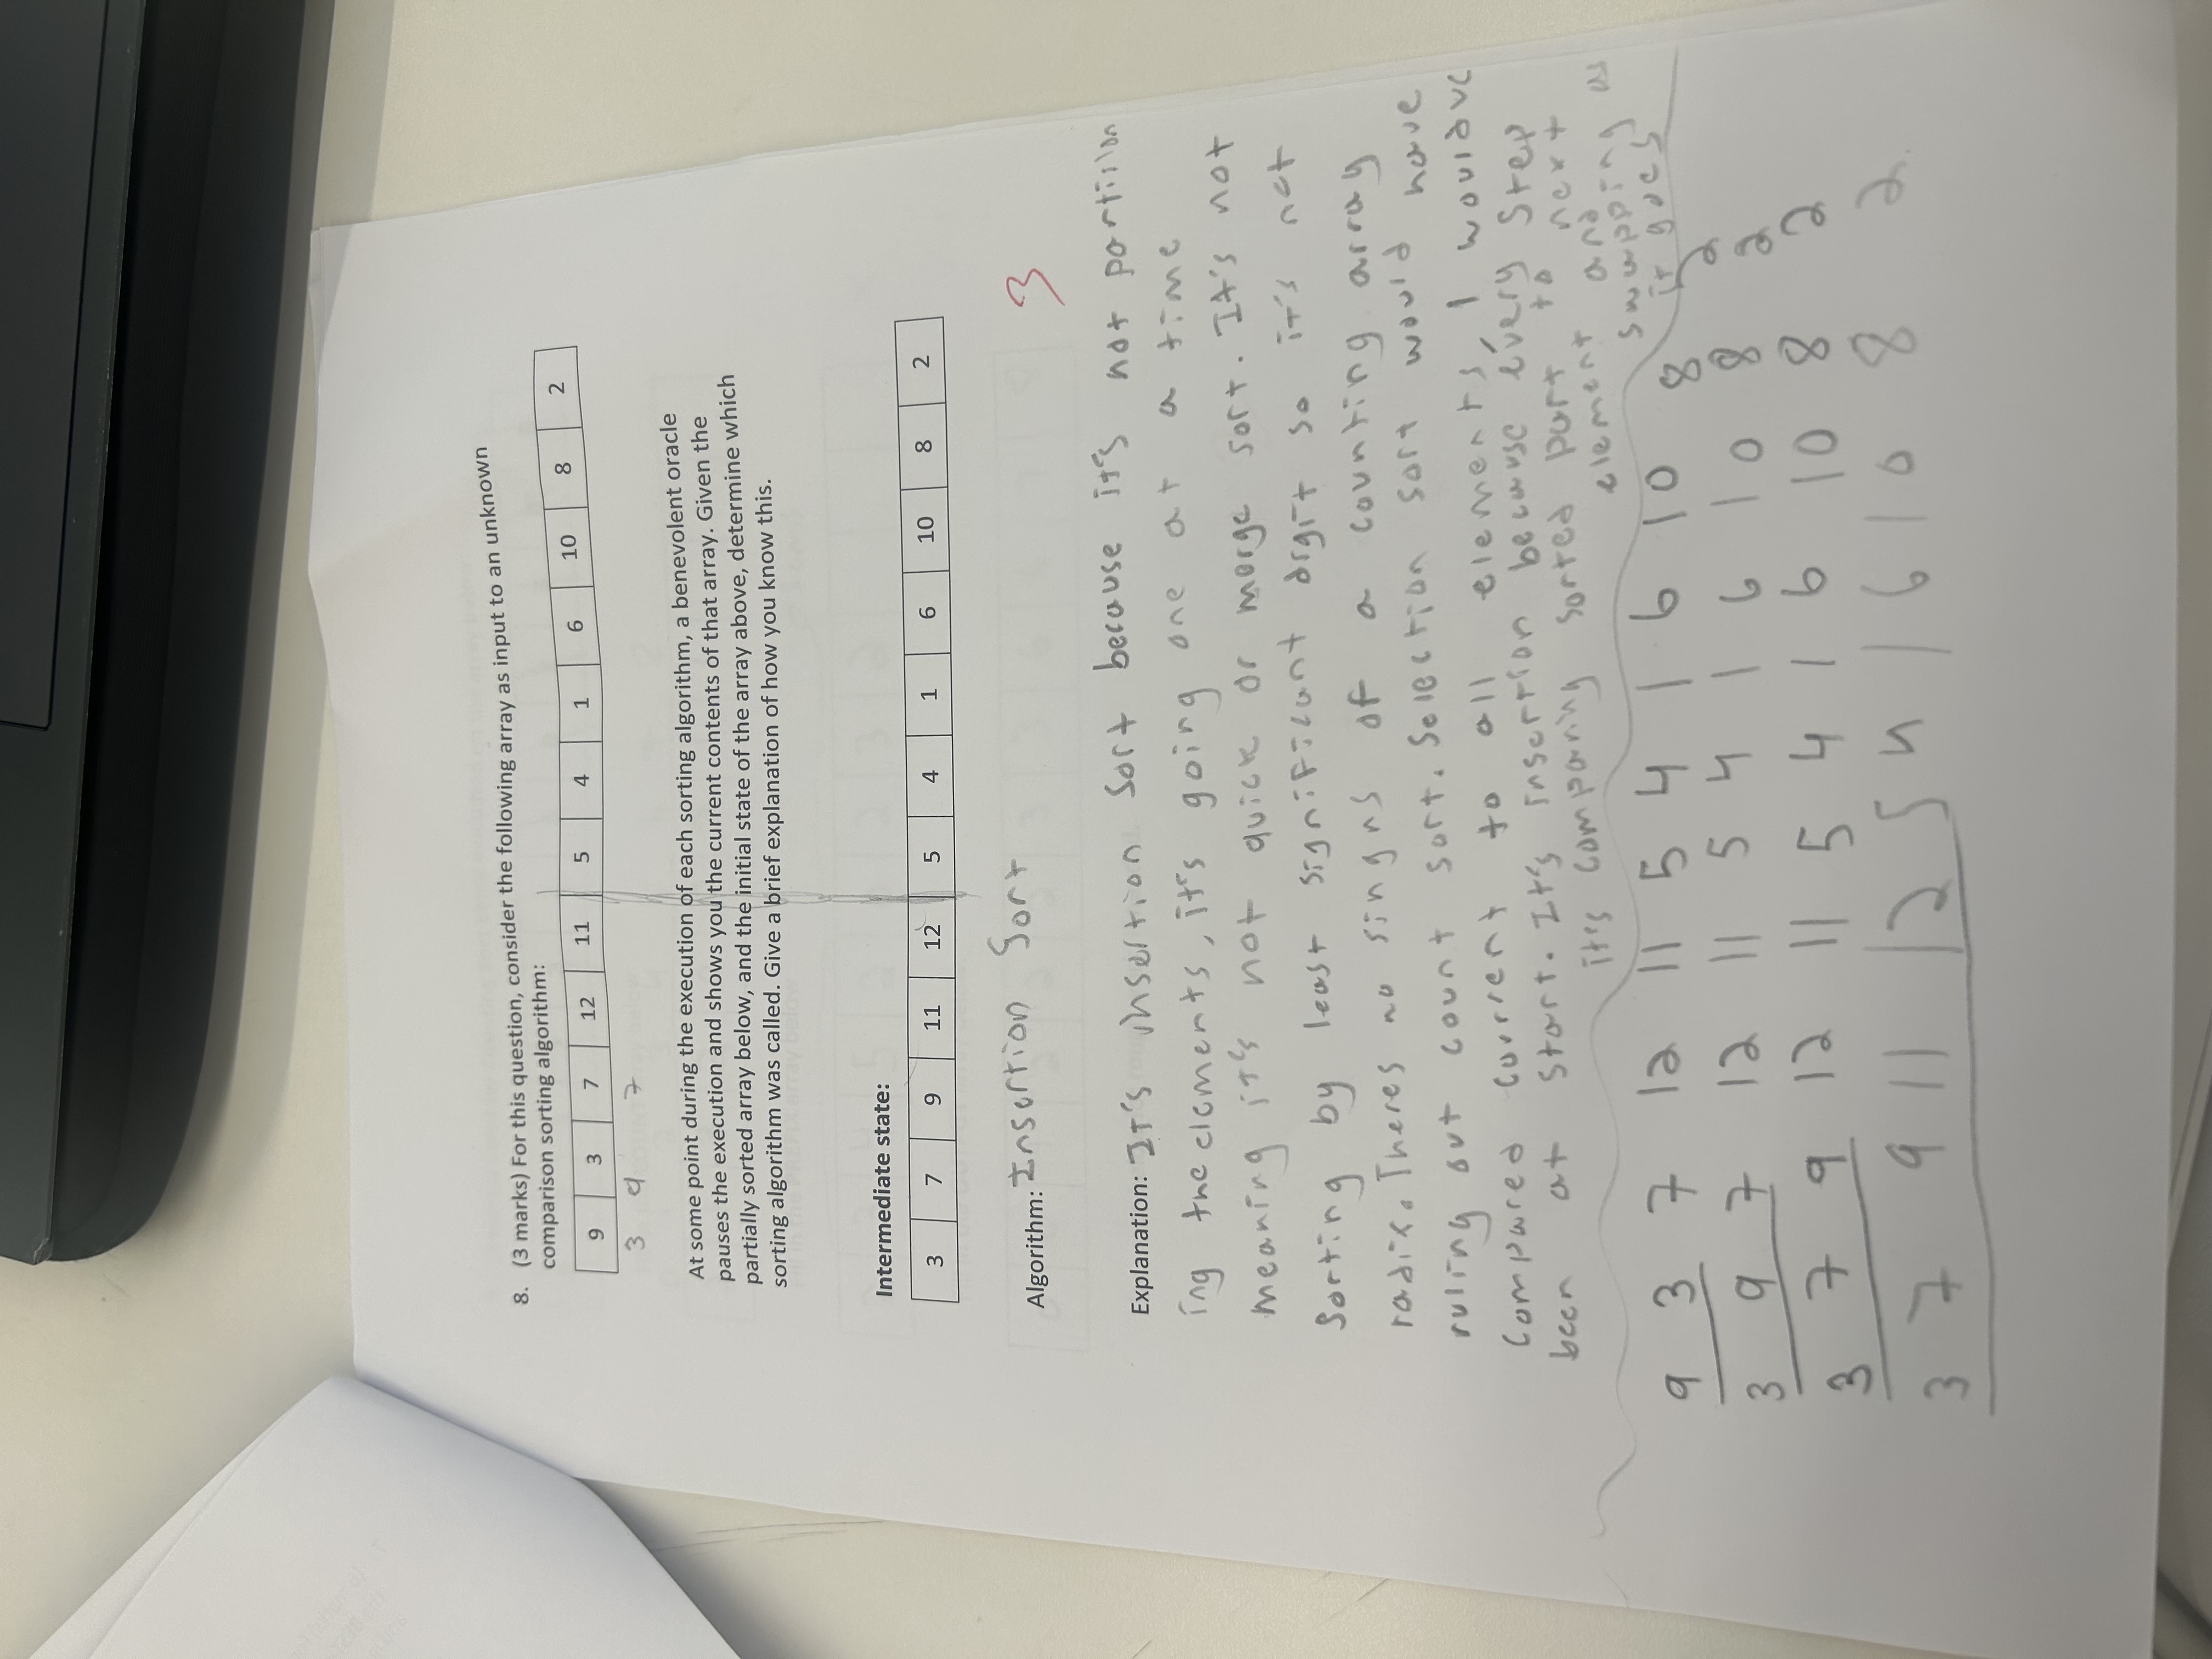 8. (3 marks) For this question, consider the following array as input to an unknown
comparison sorting algorithm:
9 3 7 12 11 5 4 1 6 10 8 2
3 9 7
At some point during the execution of each sorting algorithm, a benevolent oracle
pauses the execution and shows you the current contents of that array. Given the
partially sorted array below, and the initial state of the array above, determine which
sorting algorithm was called. Give a brief explanation of how you know this.
Intermediate state:
3 7 9 11 12 5 4 1 6 10 8 2
Algorithm: Insertion Sort
3
Explanation: It's insertion Sort because it's not partision
ing the elements, it's going one at a time
meaning it's not quick or merge sort. It's not
Sorting by least significant digit so it's not
radix. Theres no singns of a counting array
ruling out count sort. Selection sort would have
compared current to all elements, 1 would've
been at start. It's insertion because every step
it's comparing sorted part to next
element and
swapping as
it goes
9 3 7 12 11 5 4 1 6 10 8 2
3 9 7 12 11 5 4 1 6 10 8 2
3 7 9 12 11 5 4 1 6 10 8 2
3 7 9 11 12 5 4 1 6 10 8 2